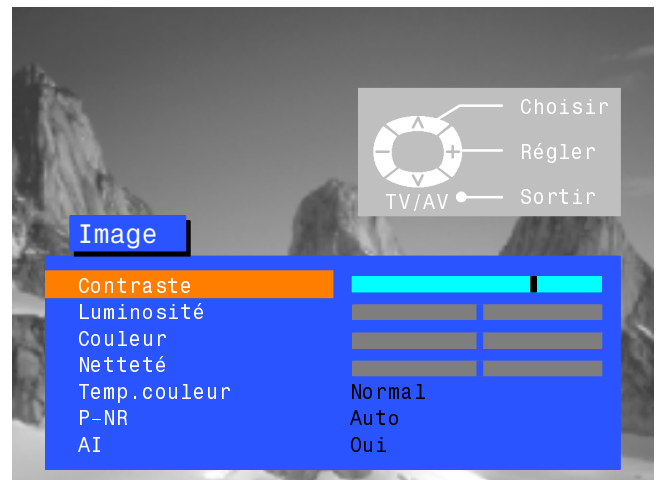 Choisir
Régler
TV/AV Sortir
Image
Contraste
Luminosité
Couleur
Netteté
Temp.couleur Normal
P-NR Auto
AI Oui